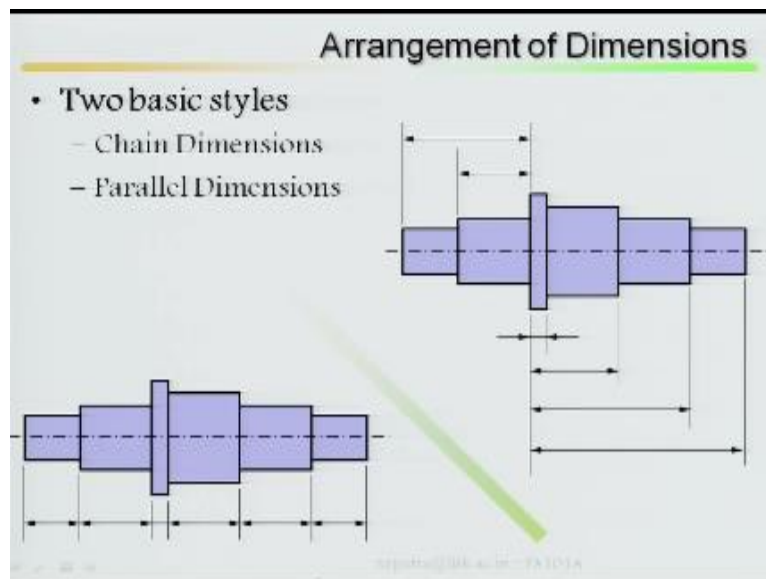 Arrangement of Dimensions
• Two basic styles
– Chain Dimensions
– Parallel Dimensions